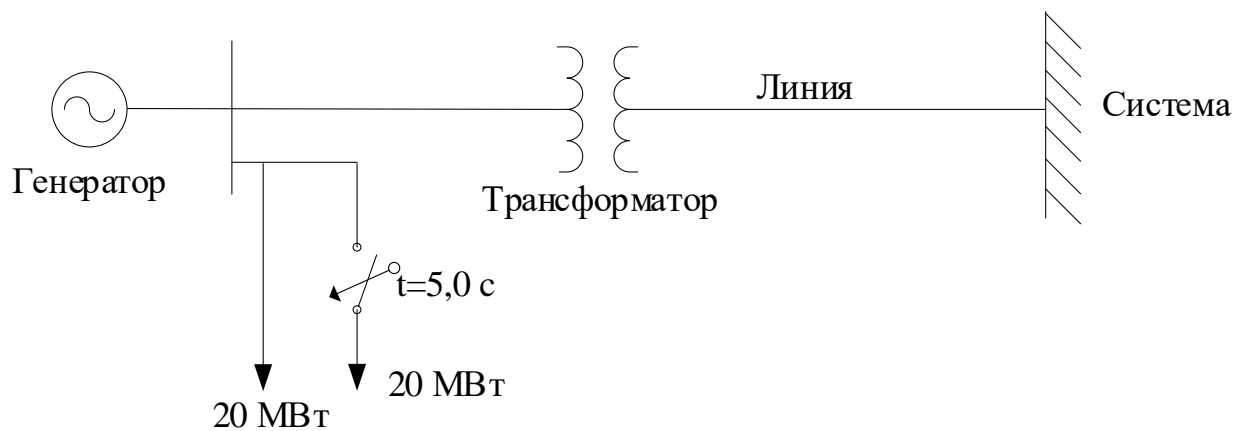 Линия
Система
Генератор
Трансформатор
t=5,0 с
20 МВт
20 МВт